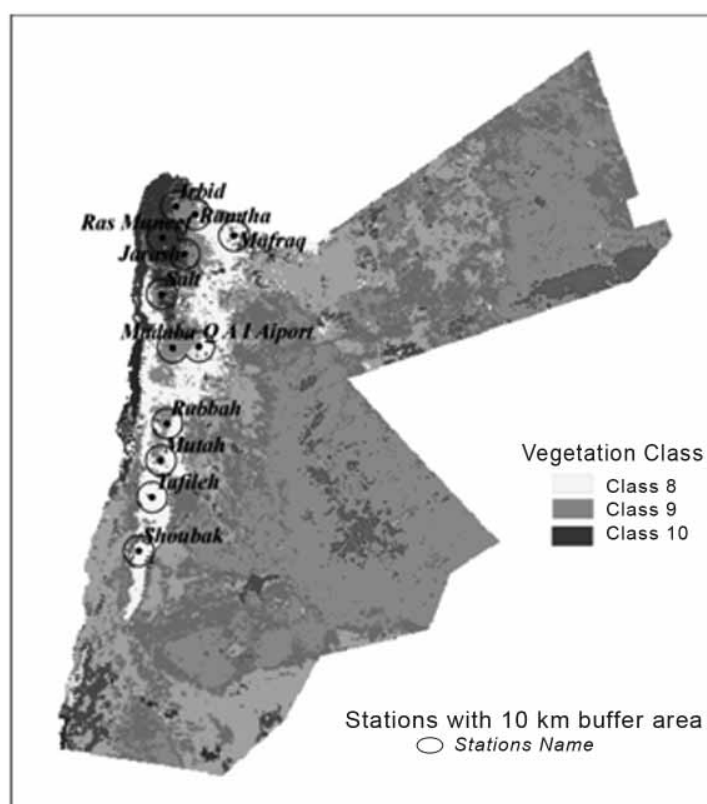 Irbid
Ramtha
Ras Muneef
Mafraq
Jarash
Salt
Madaba Q A I Aiport
Rabbah
Mutah
Tafileh
Shoubak
Vegetation Class
Class 8
Class 9
Class 10
Stations with 10 km buffer area
Stations Name